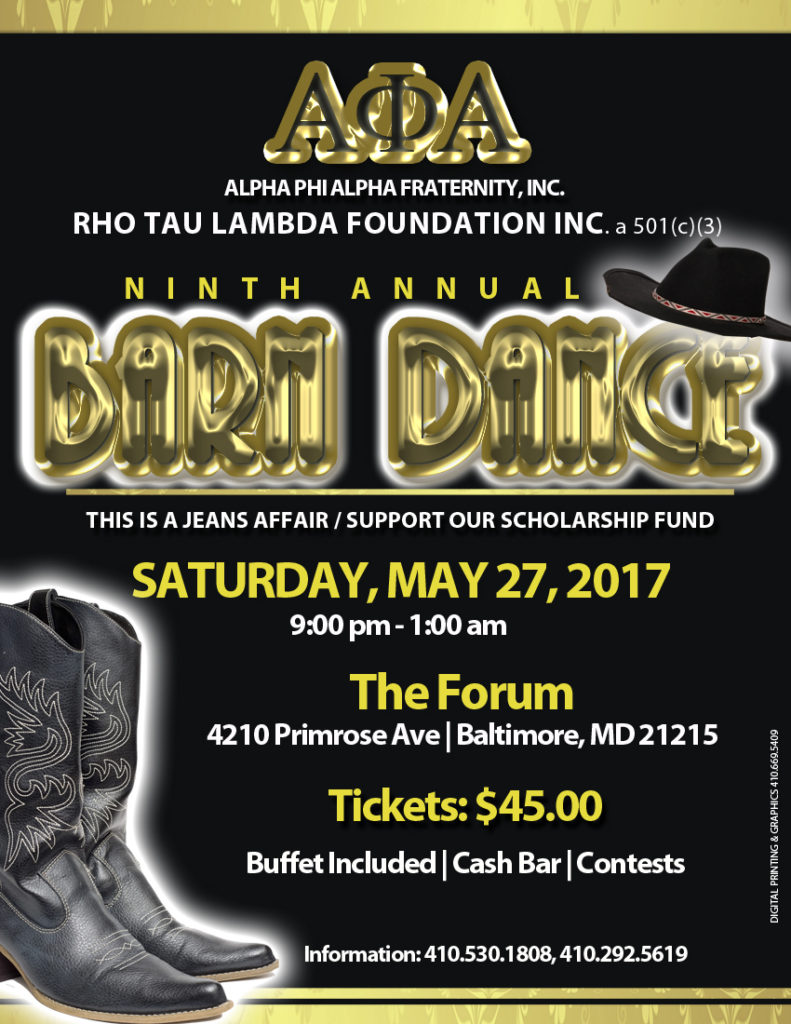 ΑΦΑ
ALPHA PHI ALPHA FRATERNITY, INC.
RHO TAU LAMBDA FOUNDATION INC. a 501(c)(3)
NINTH ANNUAL
BARN DANCE
THIS IS A JEANS AFFAIR / SUPPORT OUR SCHOLARSHIP FUND
SATURDAY, MAY 27, 2017
9:00 pm - 1:00 am
The Forum
4210 Primrose Ave | Baltimore, MD 21215
Tickets: $45.00
Buffet Included | Cash Bar | Contests
Information: 410.530.1808, 410.292.5619
DIGITAL PRINTING & GRAPHICS 410.669.5409